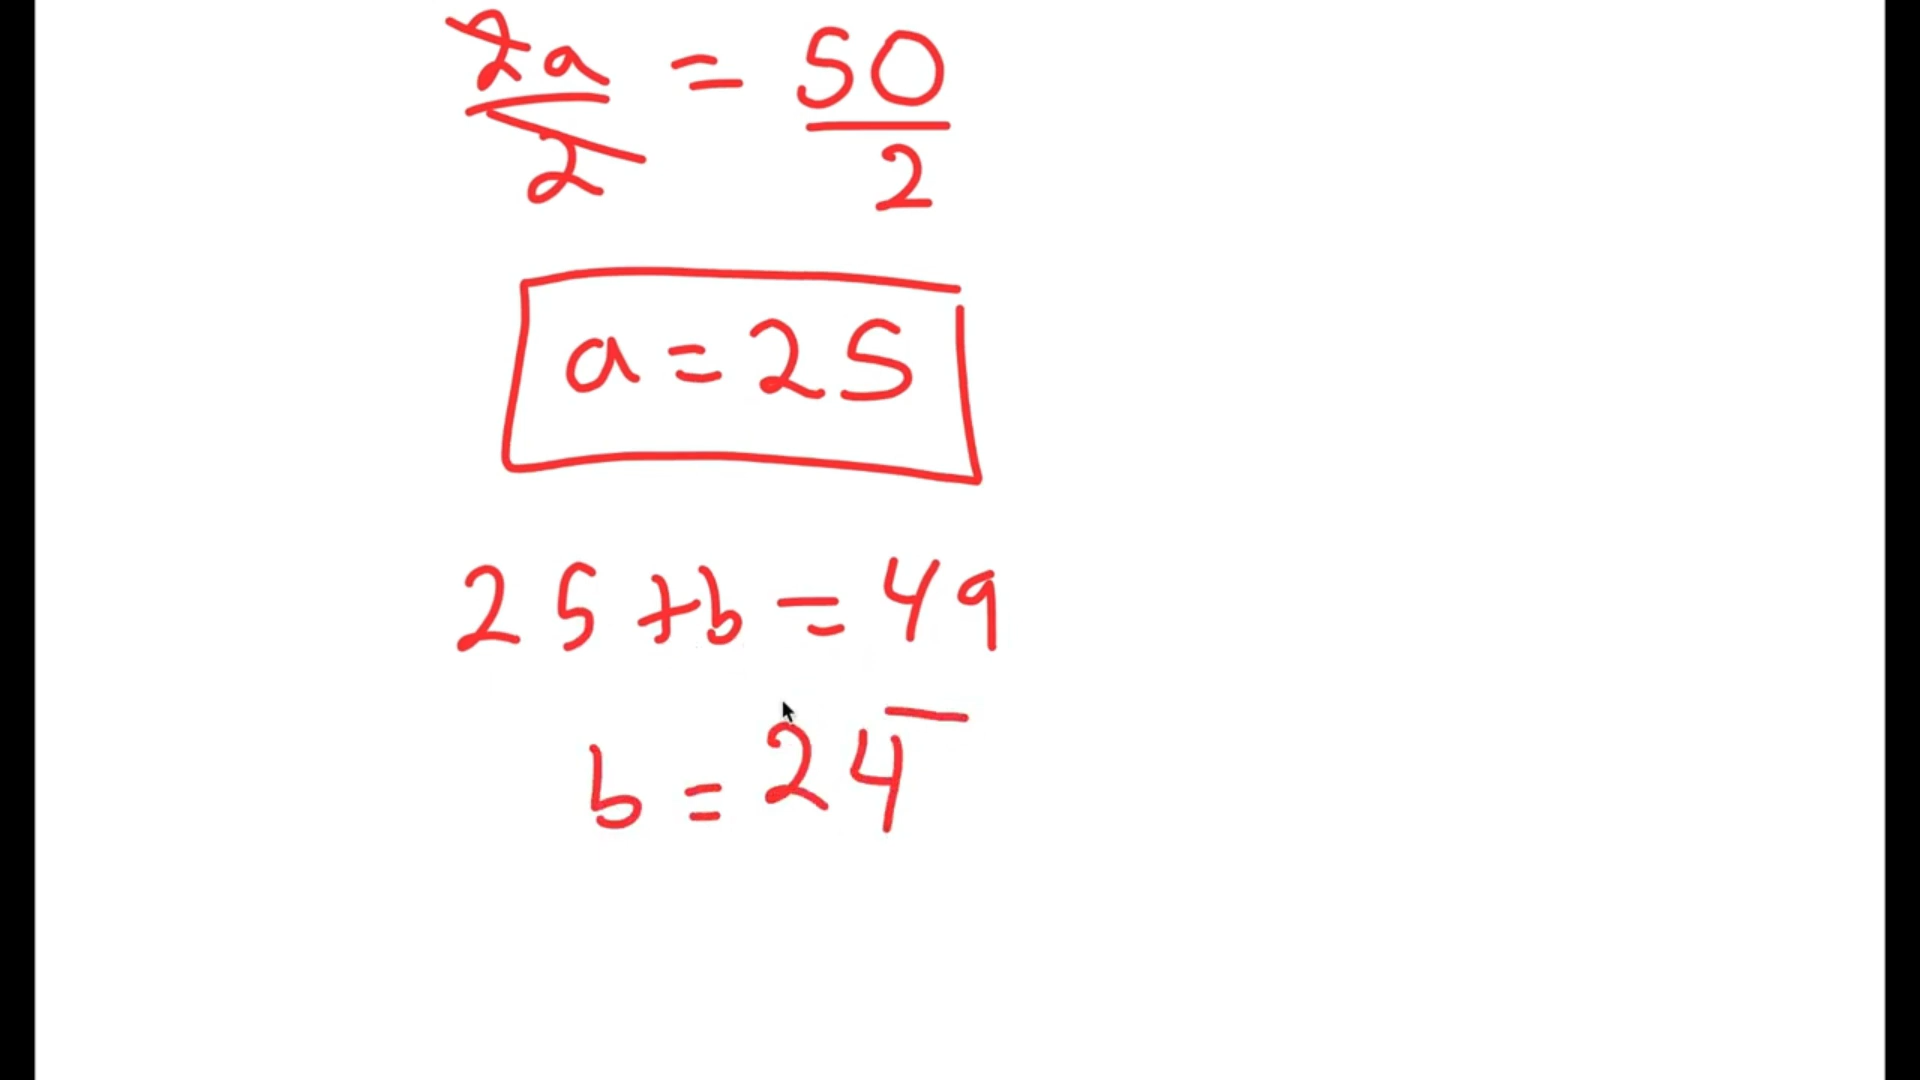 2a/2 = 50/2
a = 25
25 + b = 49
b = 24